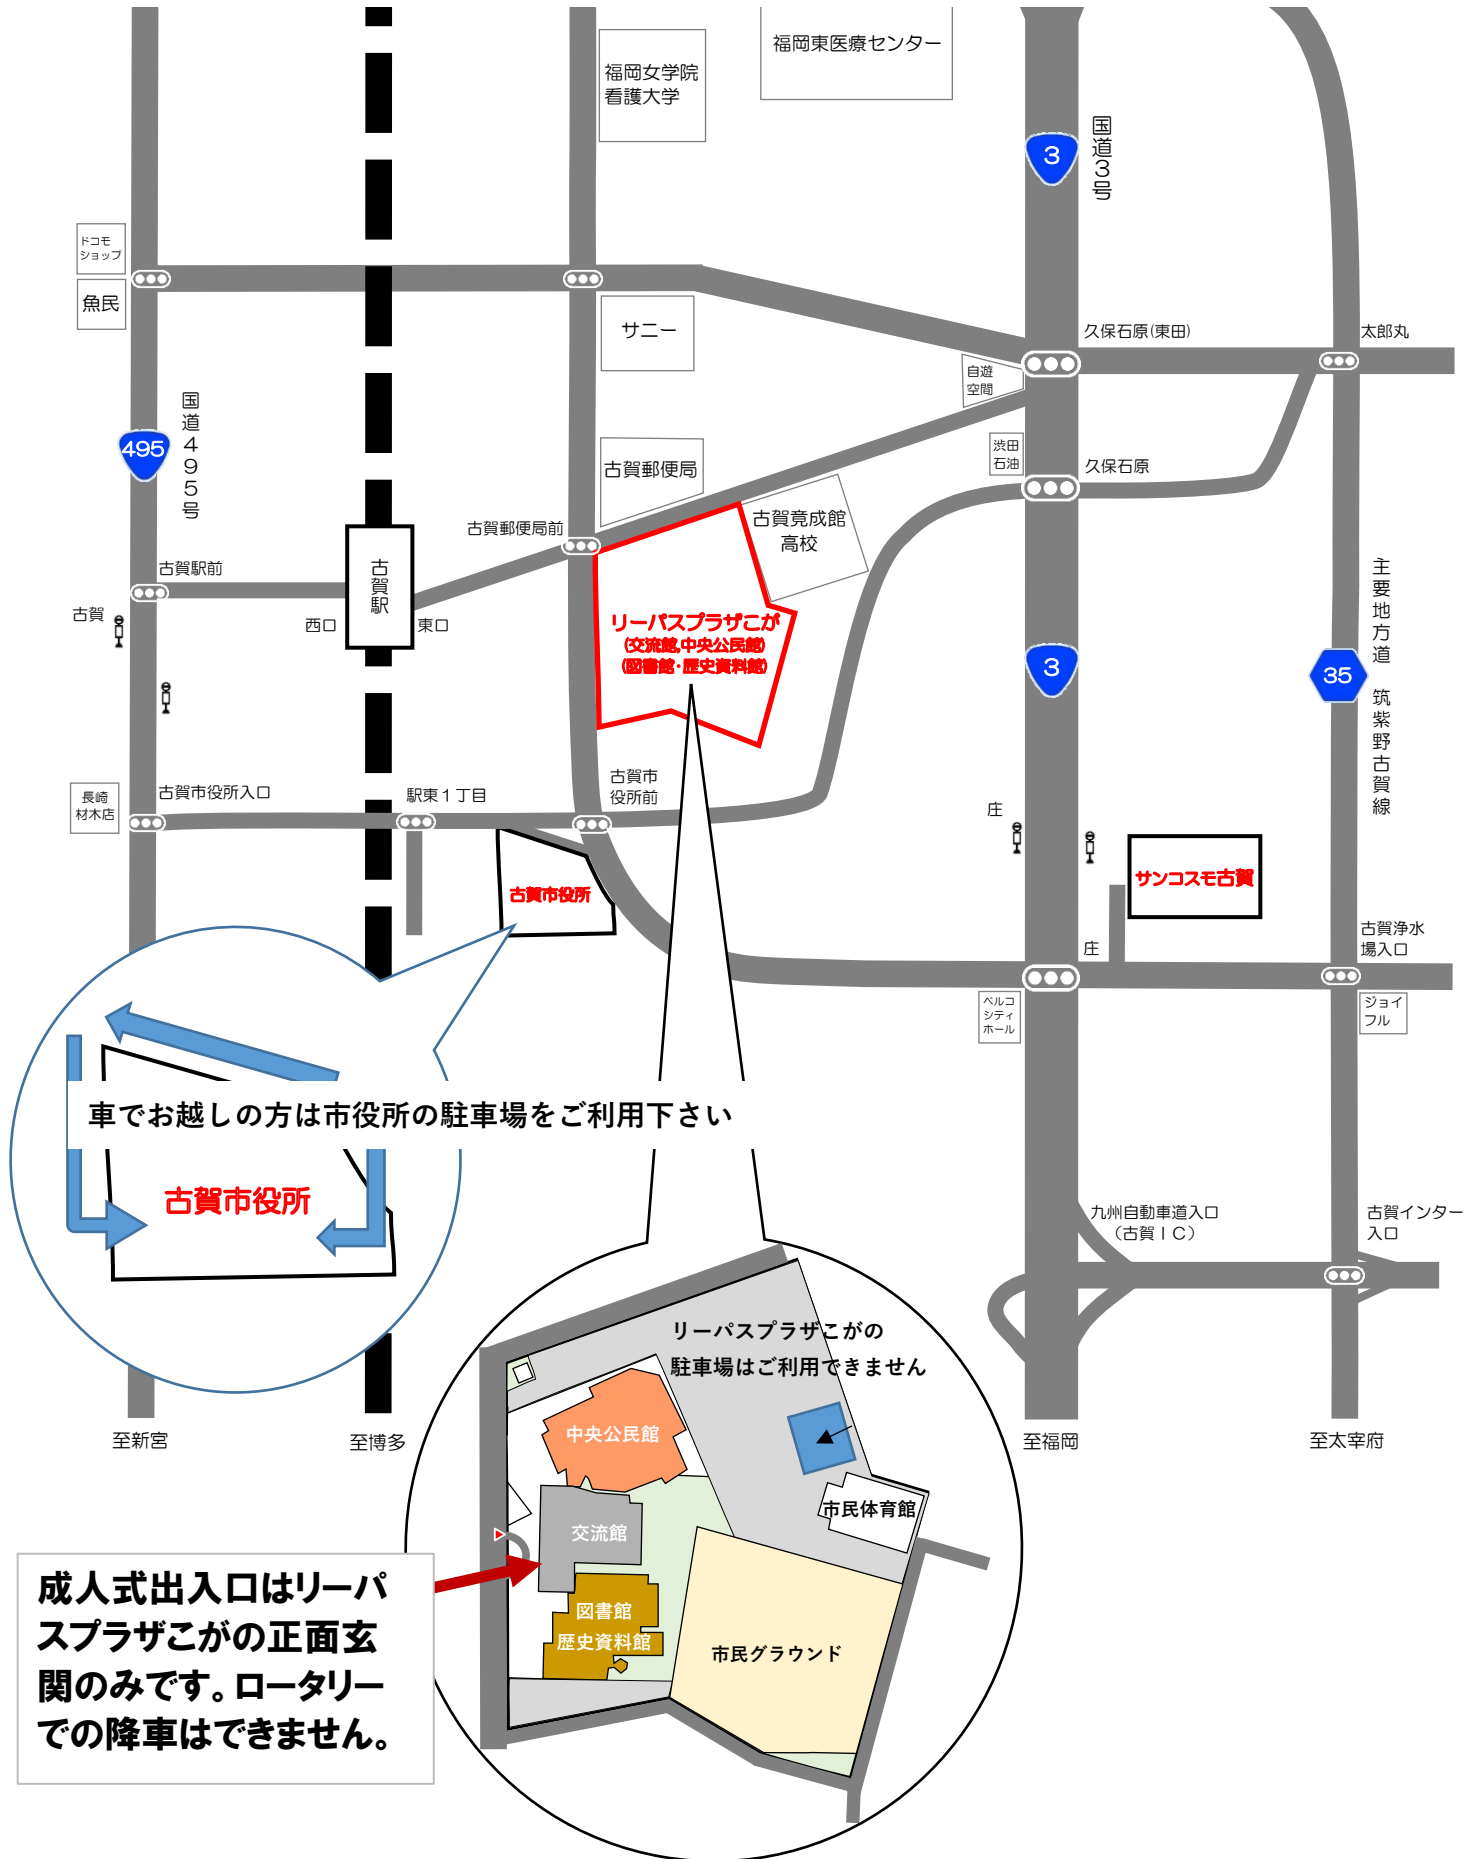 福岡女学院
看護大学
福岡東医療センター
3
国道3号
ドコモ
ショップ
魚民
サニー
久保石原(東田)
太郎丸
自遊
空間
国道495号
495
古賀郵便局
渋田
石油
久保石原
古賀郵便局前
古賀竟成館
高校
古賀駅前
古賀駅
古賀
西口
東口
リーパスプラザこが
(交流館,中央公民館)
(図書館・歴史資料館)
3
35
主要地方道 筑紫野古賀線
古賀市
役所前
長崎
材木店
古賀市役所入口
駅東1丁目
庄
サンコスモ古賀
古賀市役所
庄
古賀浄水
場入口
ベルコ
シティ
ホール
ジョイ
フル
車でお越しの方は市役所の駐車場をご利用下さい
古賀市役所
九州自動車道入口
(古賀IC)
古賀インター
入口
リーパスプラザこがの
駐車場はご利用できません
至新宮
至博多
中央公民館
至福岡
至太宰府
市民体育館
交流館
成人式出入口はリーパ
スプラザこがの正面玄
関のみです。ロータリー
での降車はできません。
図書館
歴史資料館
市民グラウンド